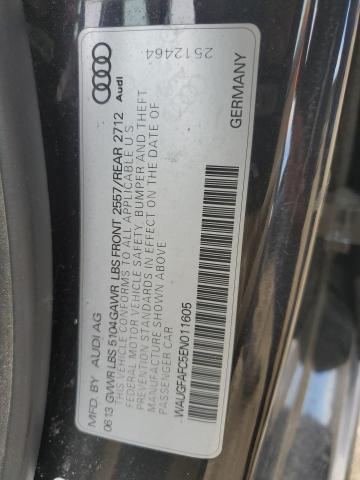 MFD. BY AUDI AG
06.13 GVWR LBS 5104 GAWR LBS FRONT 2557/REAR 2712
THIS VEHICLE CONFORMS TO ALL APPLICABLE U S
FEDERAL MOTOR VEHICLE SAFETY, BUMPER AND THEFT
PREVENTION STANDARDS IN EFFECT ON THE DATE OF
MANUFACTURE SHOWN ABOVE
PASSENGER CAR
WAUGFAFC5EN011605
Audi
2512464
GERMANY